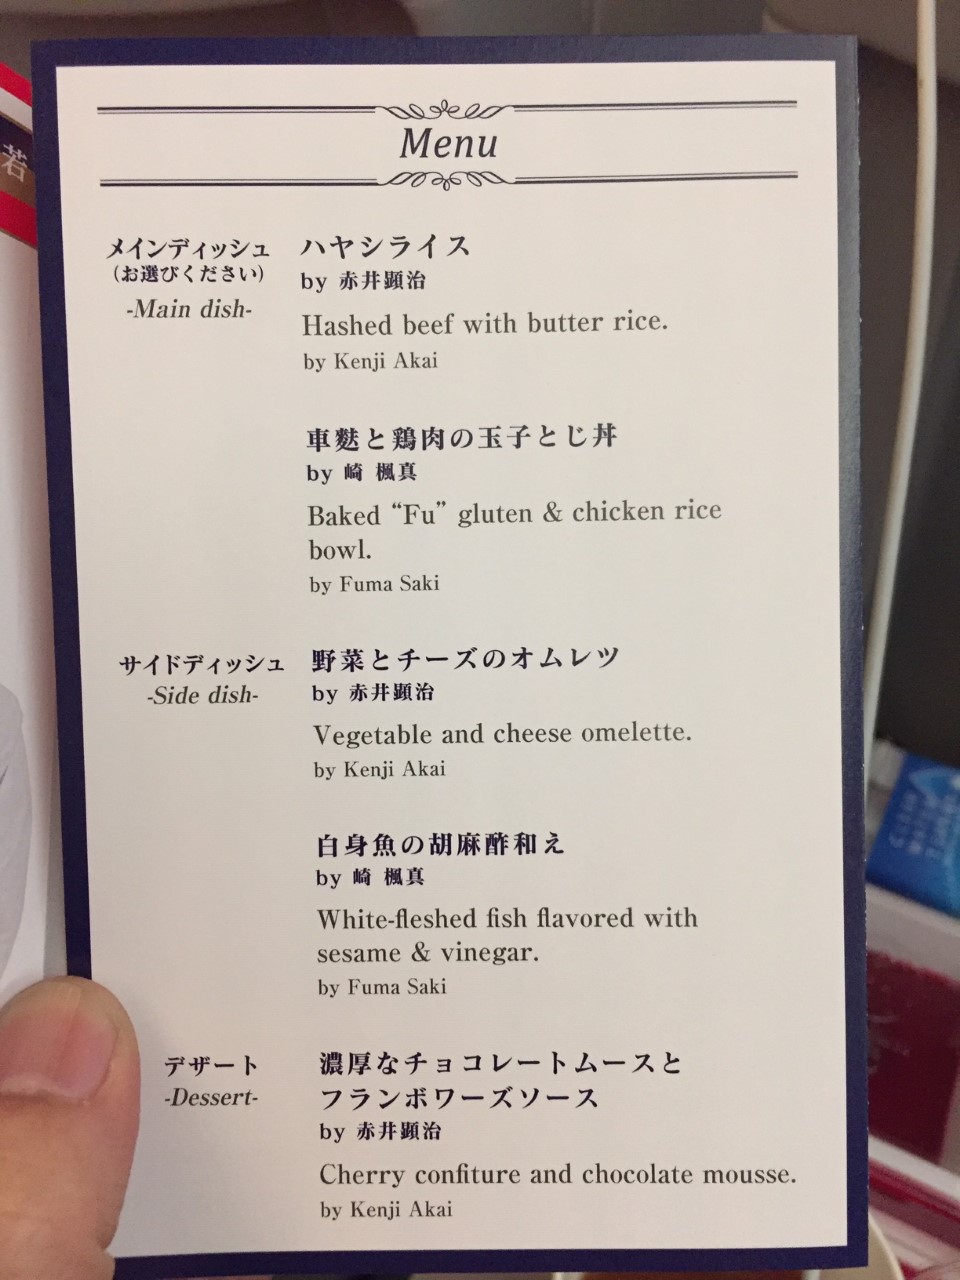 若
Menu
メインディッシュ
(お選びください)
-Main dish-
ハヤシライス
by 赤井顕治
Hashed beef with butter rice.
by Kenji Akai
車麩と鶏肉の玉子とじ丼
by 崎 楓真
Baked “Fu” gluten & chicken rice
bowl.
by Fuma Saki
サイドディッシュ
-Side dish-
野菜とチーズのオムレツ
by 赤井顕治
Vegetable and cheese omelette.
by Kenji Akai
白身魚の胡麻酢和え
by 崎 楓真
White-fleshed fish flavored with
sesame & vinegar.
by Fuma Saki
デザート
-Dessert-
濃厚なチョコレートムースと
フランボワーズソース
by 赤井顕治
Cherry confiture and chocolate mousse.
by Kenji Akai